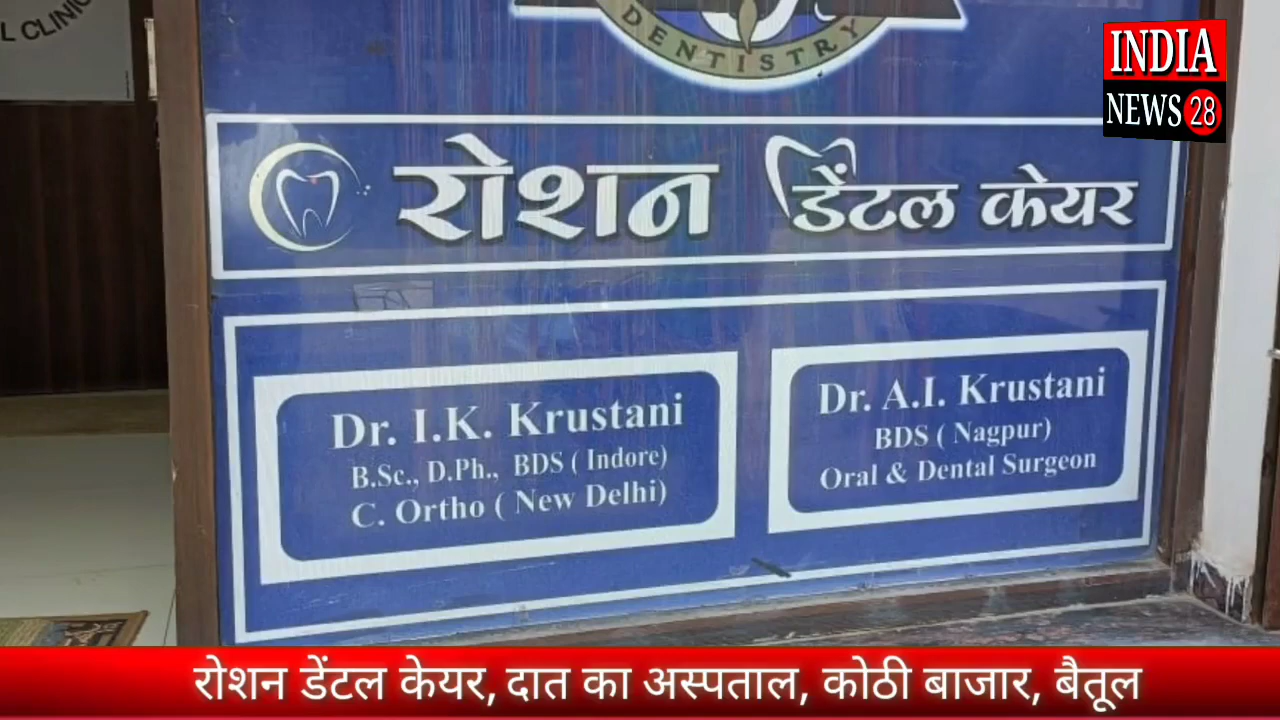 L CLINIC
DENTISTRY
INDIA
NEWS 28
रोशन डेंटल केयर
Dr. I.K. Krustani
B.Sc., D.Ph., BDS ( Indore)
C. Ortho ( New Delhi)
Dr. A.I. Krustani
BDS ( Nagpur)
Oral & Dental Surgeon
रोशन डेंटल केयर, दात का अस्पताल, कोठी बाजार, बैतूल